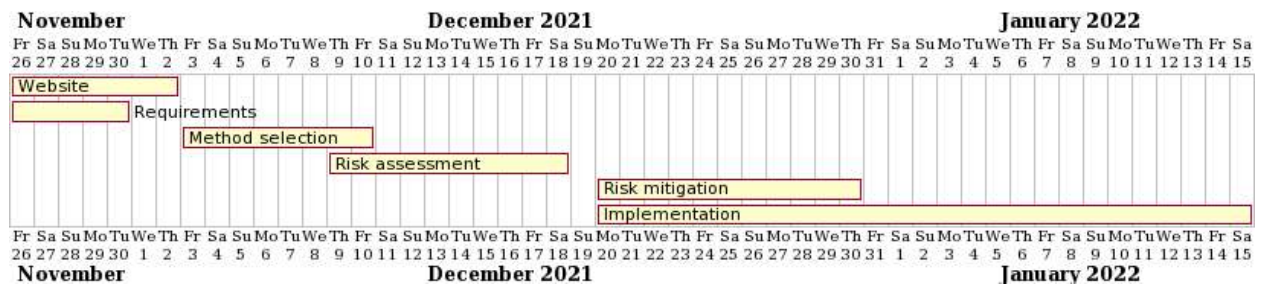 November December 2021 January 2022
Fr Sa Su Mo Tu We Th Fr Sa Su Mo Tu We Th Fr Sa Su Mo Tu We Th Fr Sa Su Mo Tu We Th Fr Sa Su Mo Tu We Th Fr Sa Su Mo Tu We Th Fr Sa Su Mo Tu We Th Fr Sa
26 27 28 29 30 1 2 3 4 5 6 7 8 9 10 11 12 13 14 15 16 17 18 19 20 21 22 23 24 25 26 27 28 29 30 31 1 2 3 4 5 6 7 8 9 10 11 12 13 14 15
Website
Requirements
Method selection
Risk assessment
Risk mitigation
Implementation
Fr Sa Su Mo Tu We Th Fr Sa Su Mo Tu We Th Fr Sa Su Mo Tu We Th Fr Sa Su Mo Tu We Th Fr Sa Su Mo Tu We Th Fr Sa Su Mo Tu We Th Fr Sa Su Mo Tu We Th Fr Sa
26 27 28 29 30 1 2 3 4 5 6 7 8 9 10 11 12 13 14 15 16 17 18 19 20 21 22 23 24 25 26 27 28 29 30 31 1 2 3 4 5 6 7 8 9 10 11 12 13 14 15
November December 2021 January 2022